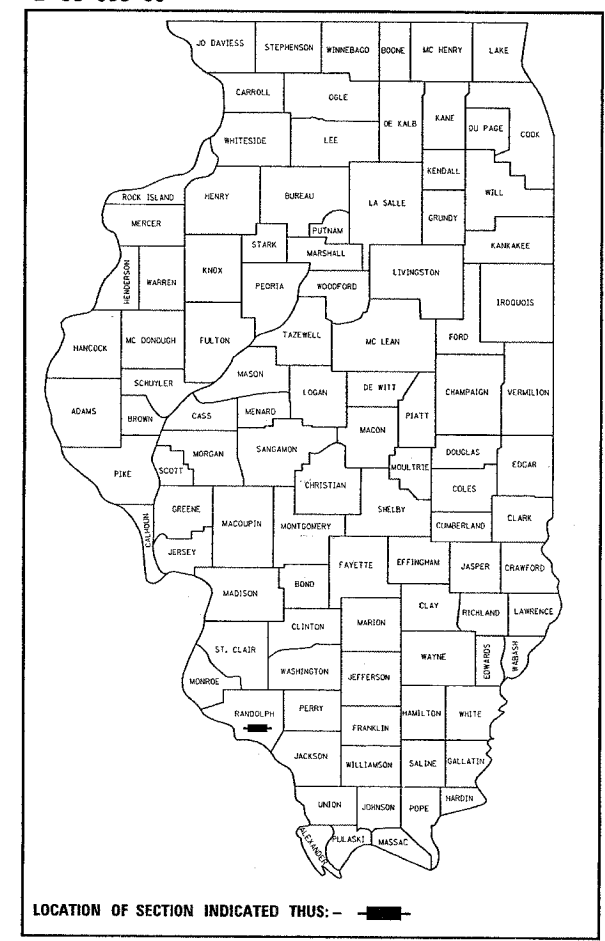 JO DAVIESS STEPHENSON WINNEBAGO BOONE MC HENRY LAKE
CARROLL OGLE
DE KALB KANE DU PAGE COOK
WHITESIDE LEE
KENDALL
WILL
ROCK ISLAND HENRY BUREAU LA SALLE
GRUNDY
MERCER PUTNAM
STARK MARSHALL KANKAKEE
HENDERSON WARREN KNOX PEORIA WOODFORD LIVINGSTON
IROQUOIS
HANCOCK MC DONOUGH FULTON TAZEWELL MC LEAN FORD
MASON
SCHUYLER LOGAN DE WITT CHAMPAIGN VERMILION
ADAMS BROWN CASS MENARD PIATT
MACON
PIKE SCOTT MORGAN SANGAMON MOULTRIE DOUGLAS EDGAR
CHRISTIAN COLES
CALHOUN GREENE MACOUPIN MONTGOMERY SHELBY CUMBERLAND CLARK
JERSEY
FAYETTE EFFINGHAM JASPER CRAWFORD
MADISON BOND
CLAY RICHLAND LAWRENCE
CLINTON MARION
ST. CLAIR WAYNE EDWARDS WABASH
WASHINGTON JEFFERSON
MONROE
RANDOLPH PERRY HAMILTON WHITE
FRANKLIN
JACKSON WILLIAMSON SALINE GALLATIN
UNION JOHNSON POPE HARDIN
ALEXANDER PULASKI MASSAC
LOCATION OF SECTION INDICATED THUS: -